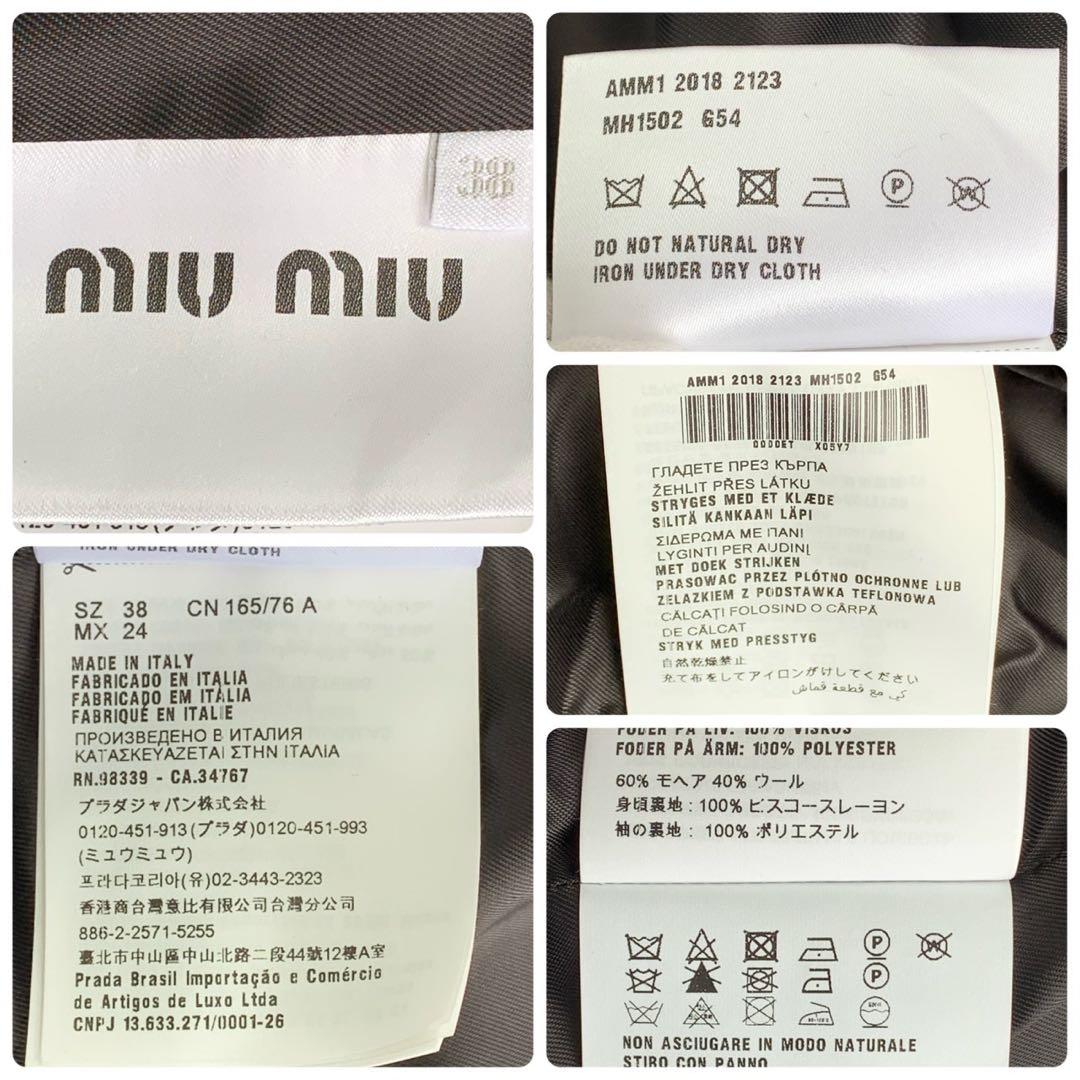 38
miu miu
AMM1 2018 2123
MH1502 G54
P
W
DO NOT NATURAL DRY
IRON UNDER DRY CLOTH
AMM1 2018 2123 MH1502 G54
ГЛАДЕТЕ ПРЕЗ КЪРПА
ŽEHLIT PŘES LÁTKU
STRYGES MED ET KLÆDE
SILITÄ KANKAAN LÄPI
ΣΙΔΕΡΩΜΑ ΜΕ ΠΑΝΙ
LYGINTI PER AUDINĮ
MET DOEK STRIJKEN
PRASOWAC PRZEZ PŁÓTNO OCHRONNE LUB
ZELAZKIEM Z PODSTAWKA TEFLONOWA
CĂLCAȚI FOLOSIND O CÂRPĂ
DE CĂLCAT
STRYK MED PRESSTYG
自然乾燥禁止
充て布をしてアイロンがけしてください
كي مع قطعة قماش
IRON UNDER DRY CLOTH
SZ 38 CN 165/76 A
MX 24
MADE IN ITALY
FABRICADO EN ITALIA
FABRICADO EM ITÁLIA
FABRIQUÉ EN ITALIE
ПРОИЗВЕДЕНО В ИТАЛИЯ
ΚΑΤΑΣΚΕΥΑΖΕΤΑΙ ΣΤΗΝ ΙΤΑΛΙΑ
RN.98339 - CA.34767
プラダジャパン株式会社
0120-451-913(プラダ)0120-451-993
(ミュウミュウ)
프라다코리아(유)02-3443-2323
香港商台灣意比有限公司台灣分公司
886-2-2571-5255
臺北市中山區中山北路二段44號12樓A室
Prada Brasil Importação e Comércio
de Artigos de Luxo Ltda
CNPJ 13.633.271/0001-26
FODER PÅ LIV: 100% VISKOS
FODER PÅ ÄRM: 100% POLYESTER
60% モヘア 40% ウール
身頃裏地：100% ビスコースレーヨン
袖の裏地：100% ポリエステル
P W
P
NON ASCIUGARE IN MODO NATURALE
STIRO CON PANNO